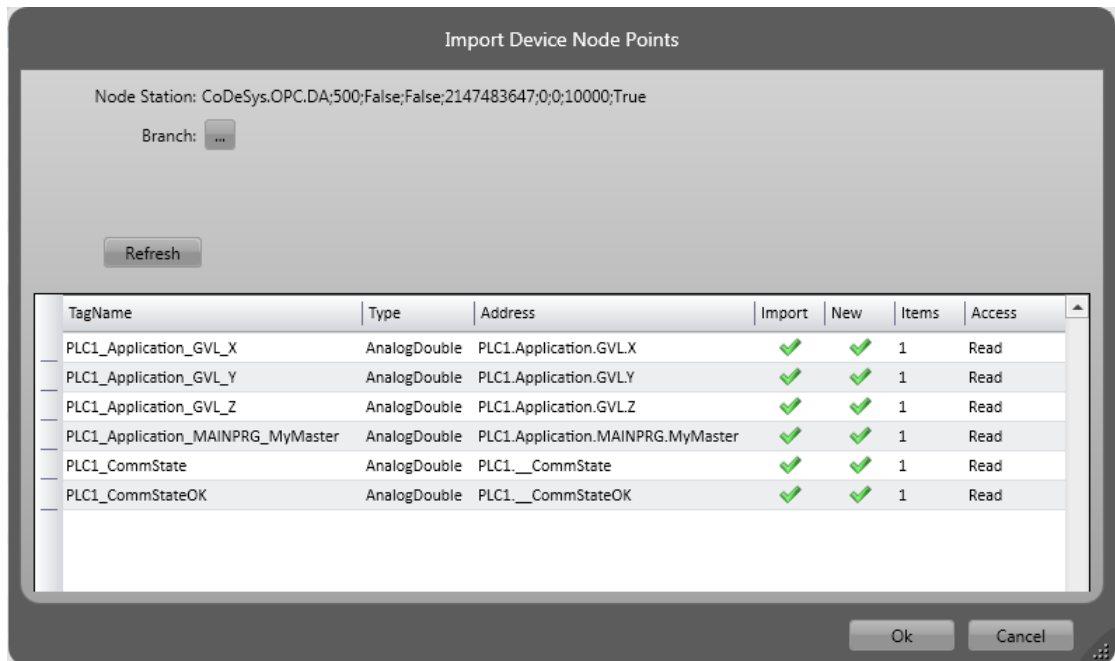 Import Device Node Points
Node Station: CoDeSys.OPC.DA;500;False;False;2147483647;0;0;10000;True
Branch: ...
Refresh
TagName Type Address Import New Items Access
PLC1_Application_GVL_X AnalogDouble PLC1.Application.GVL.X 1 Read
PLC1_Application_GVL_Y AnalogDouble PLC1.Application.GVL.Y 1 Read
PLC1_Application_GVL_Z AnalogDouble PLC1.Application.GVL.Z 1 Read
PLC1_Application_MAINPRG_MyMaster AnalogDouble PLC1.Application.MAINPRG.MyMaster 1 Read
PLC1_CommState AnalogDouble PLC1.__CommState 1 Read
PLC1_CommStateOK AnalogDouble PLC1.__CommStateOK 1 Read
Ok Cancel